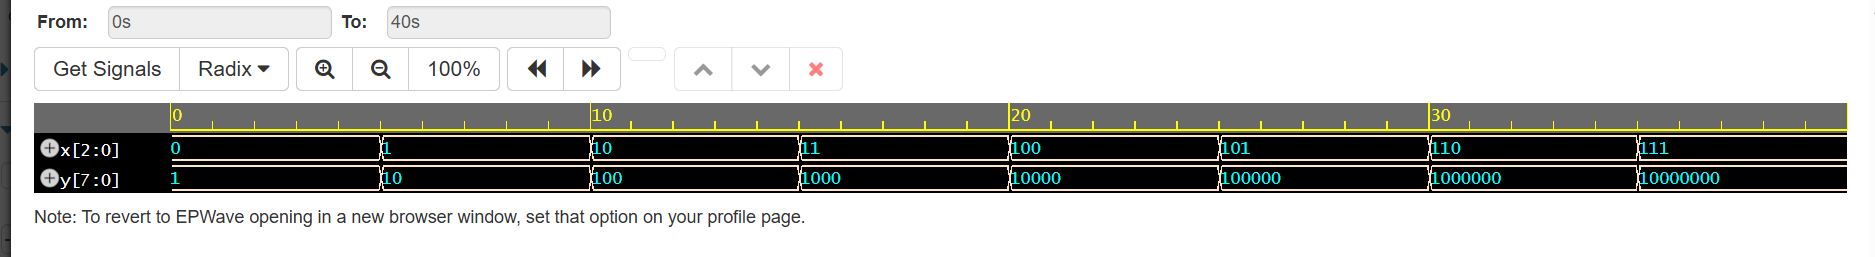 From: 0s To: 40s
Get Signals Radix 100%
0 10 20 30
x[2:0] 0 1 10 11 100 101 110 111
y[7:0] 1 10 100 1000 10000 100000 1000000 10000000
Note: To revert to EPWave opening in a new browser window, set that option on your profile page.